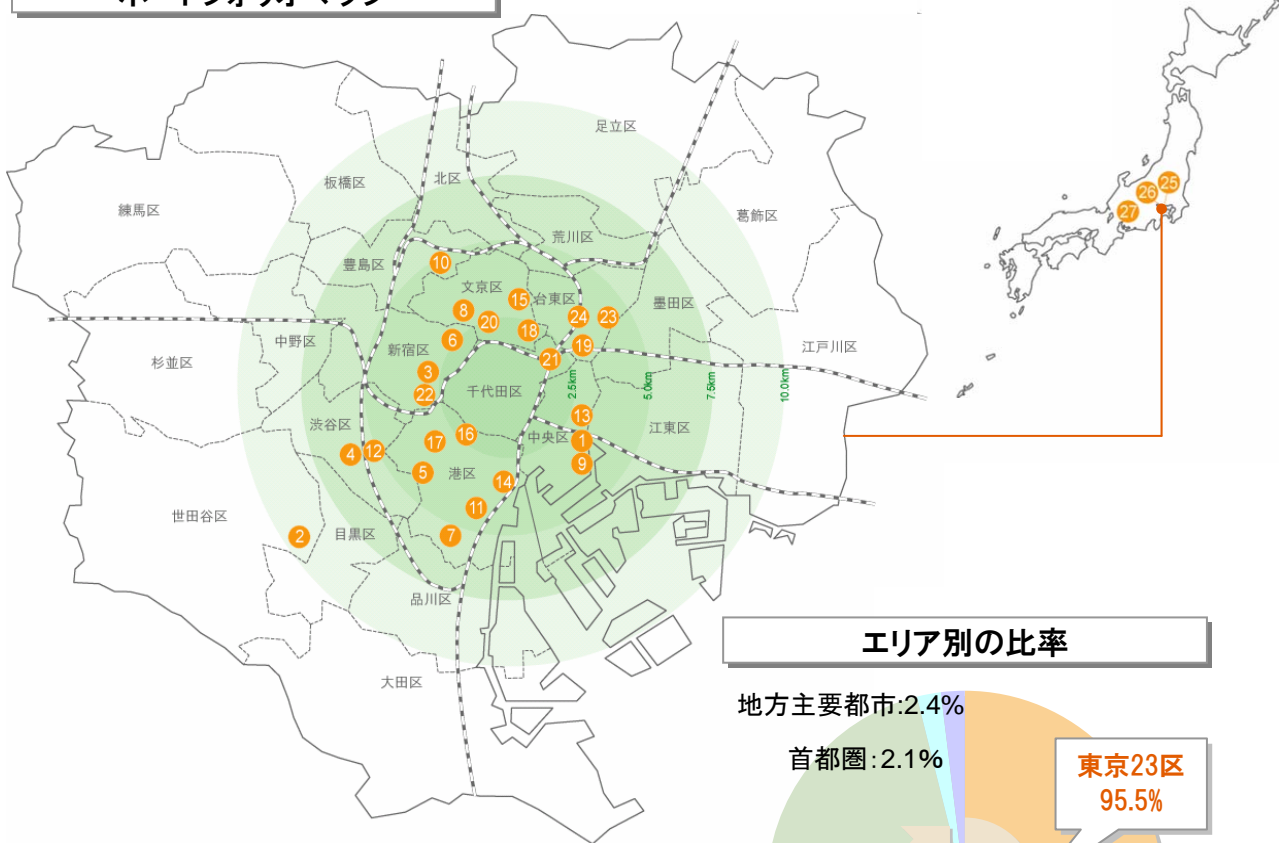 足立区
北区
板橋区
練馬区
葛飾区
荒川区
豊島区
10
文京区
15
台東区
墨田区
8
20
24
23
18
中野区
6
19
江戸川区
新宿区
21
杉並区
3
22
千代田区
2.5km
5.0km
7.5km
10.0km
渋谷区
13
江東区
4
12
17
16
中央区
1
5
港区
9
14
11
世田谷区
2
目黒区
7
品川区
大田区
25
26
27
エリア別の比率
地方主要都市:2.4%
首都圏:2.1%
東京23区
95.5%